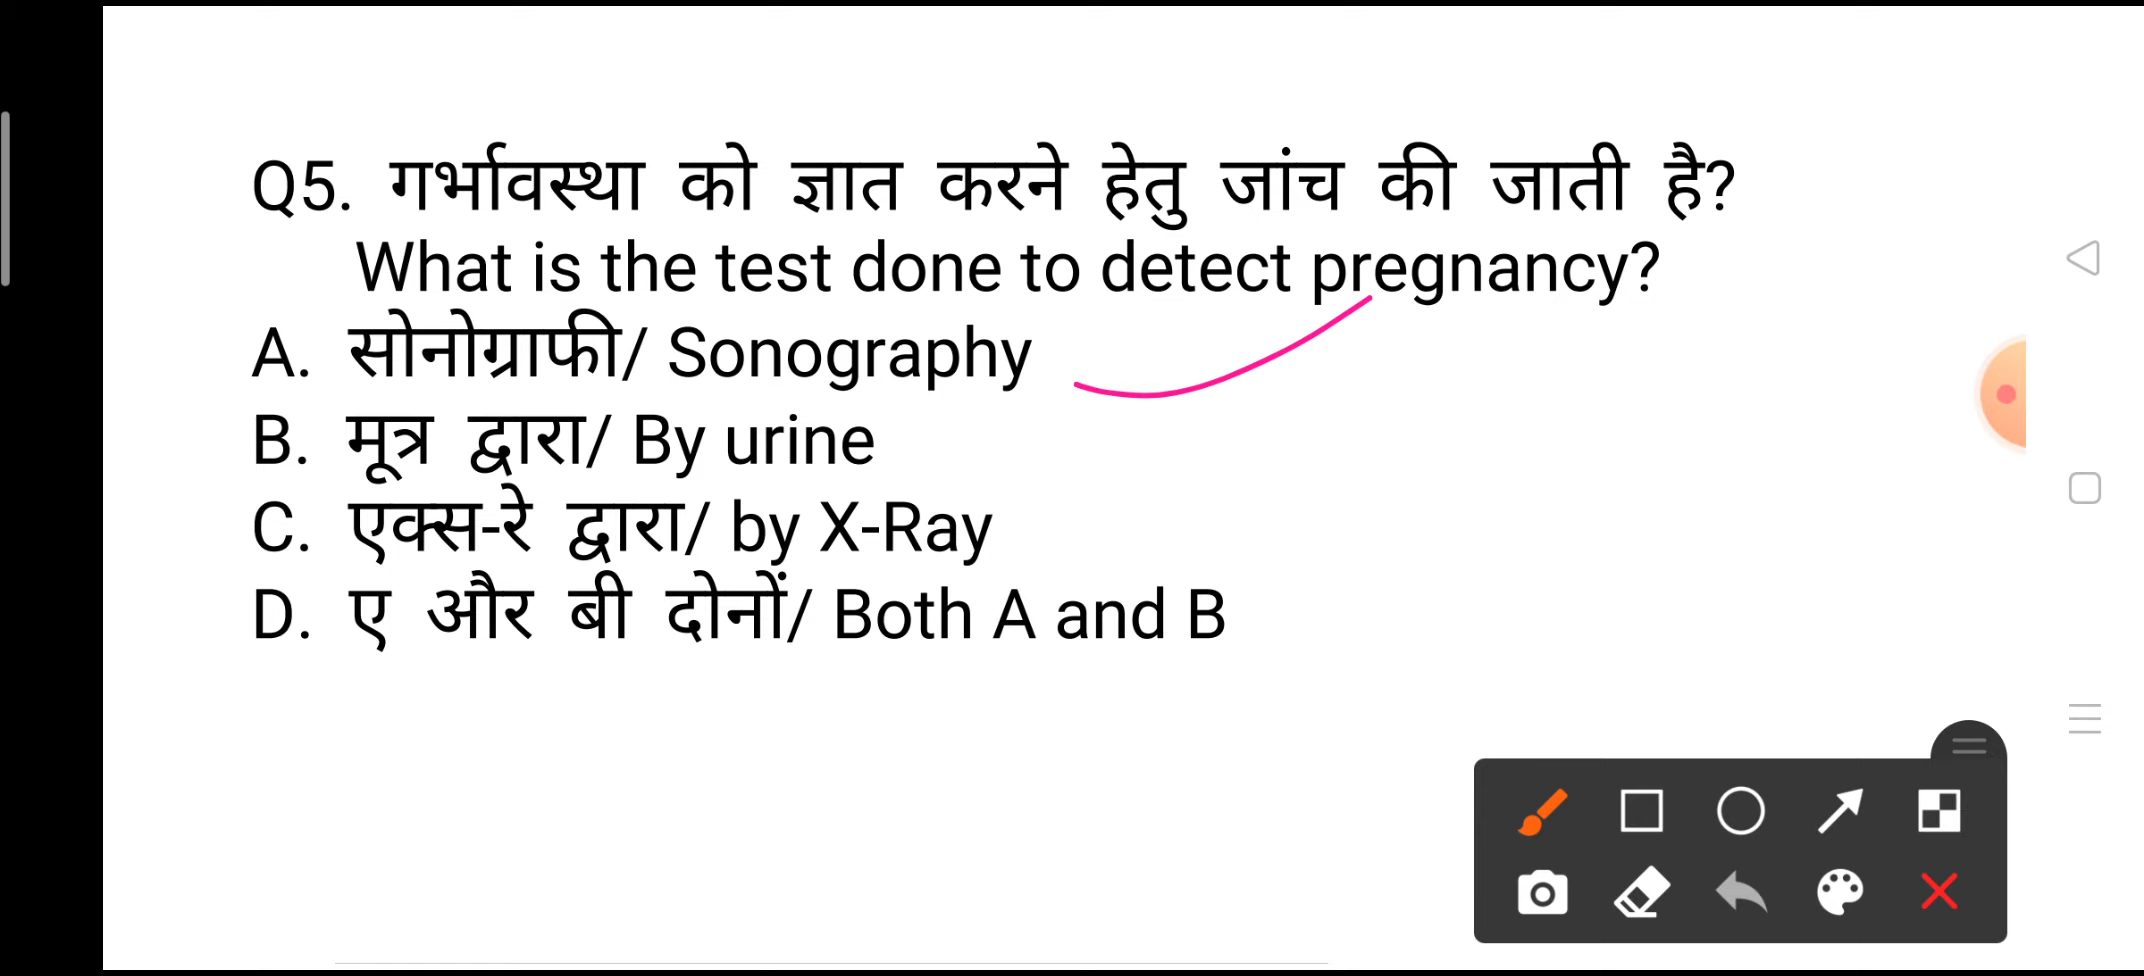 Q5. गर्भावस्था को ज्ञात करने हेतु जांच की जाती है?
What is the test done to detect pregnancy?
A. सोनोग्राफी/ Sonography
B. मूत्र द्वारा/ By urine
C. एक्स-रे द्वारा/ by X-Ray
D. ए और बी दोनों/ Both A and B